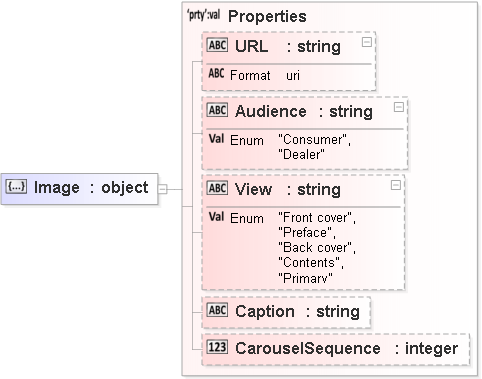 'prty':val Properties
ABC URL : string
ABC Format uri
ABC Audience : string
Val Enum "Consumer",
"Dealer"
{...} Image : object
ABC View : string
Val Enum "Front cover",
"Preface",
"Back cover",
"Contents",
"Primary"
ABC Caption : string
123 CarouselSequence : integer